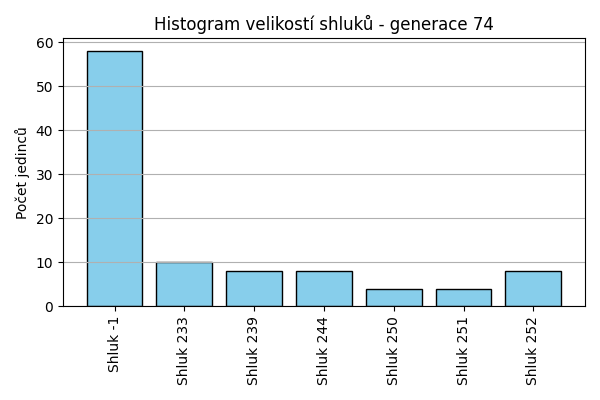 Histogram velikostí shluků - generace 74
Počet jedinců
60
50
40
30
20
10
0
Shluk -1
Shluk 233
Shluk 239
Shluk 244
Shluk 250
Shluk 251
Shluk 252